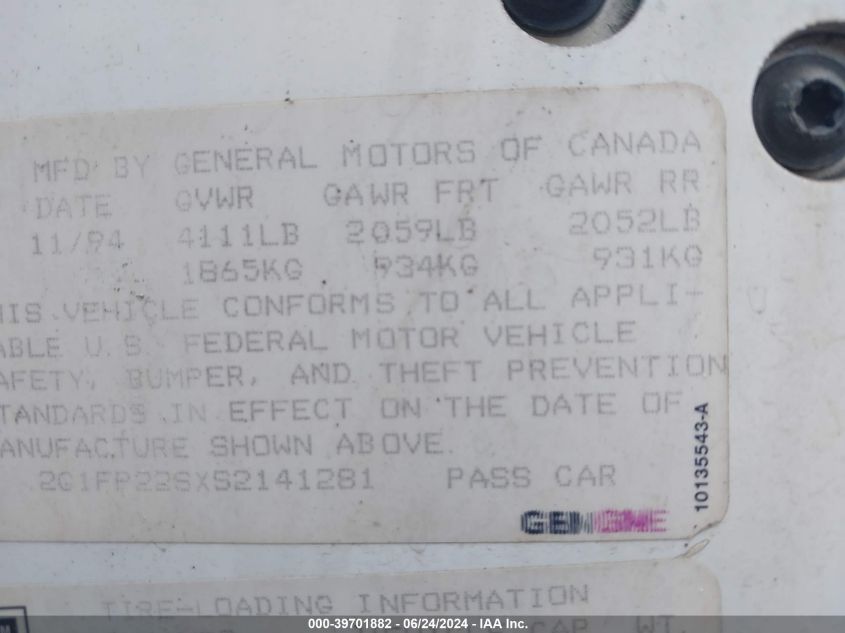 MFD BY GENERAL MOTORS OF CANADA
DATE GVWR GAWR FRT GAWR RR
11/94 4111LB 2059LB 2052LB
1865KG 934KG 931KG
HIS VEHICLE CONFORMS TO ALL APPLI-
ABLE U.S. FEDERAL MOTOR VEHICLE
AFETY, BUMPER, AND THEFT PREVENTION
TANDARDS IN EFFECT ON THE DATE OF
ANUFACTURE SHOWN ABOVE.
2G1FP22SXS2141281 PASS CAR
10135543-A
TIRE-LOADING INFORMATION
000-39701882 / 06/24/2024 / IAA Inc.